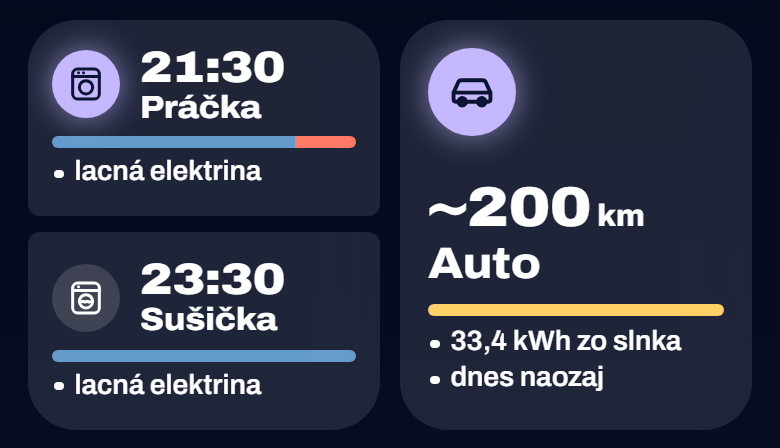 21:30
Práčka
• lacná elektrina
23:30
Sušička
• lacná elektrina
~200 km
Auto
• 33,4 kWh zo slnka
• dnes naozaj